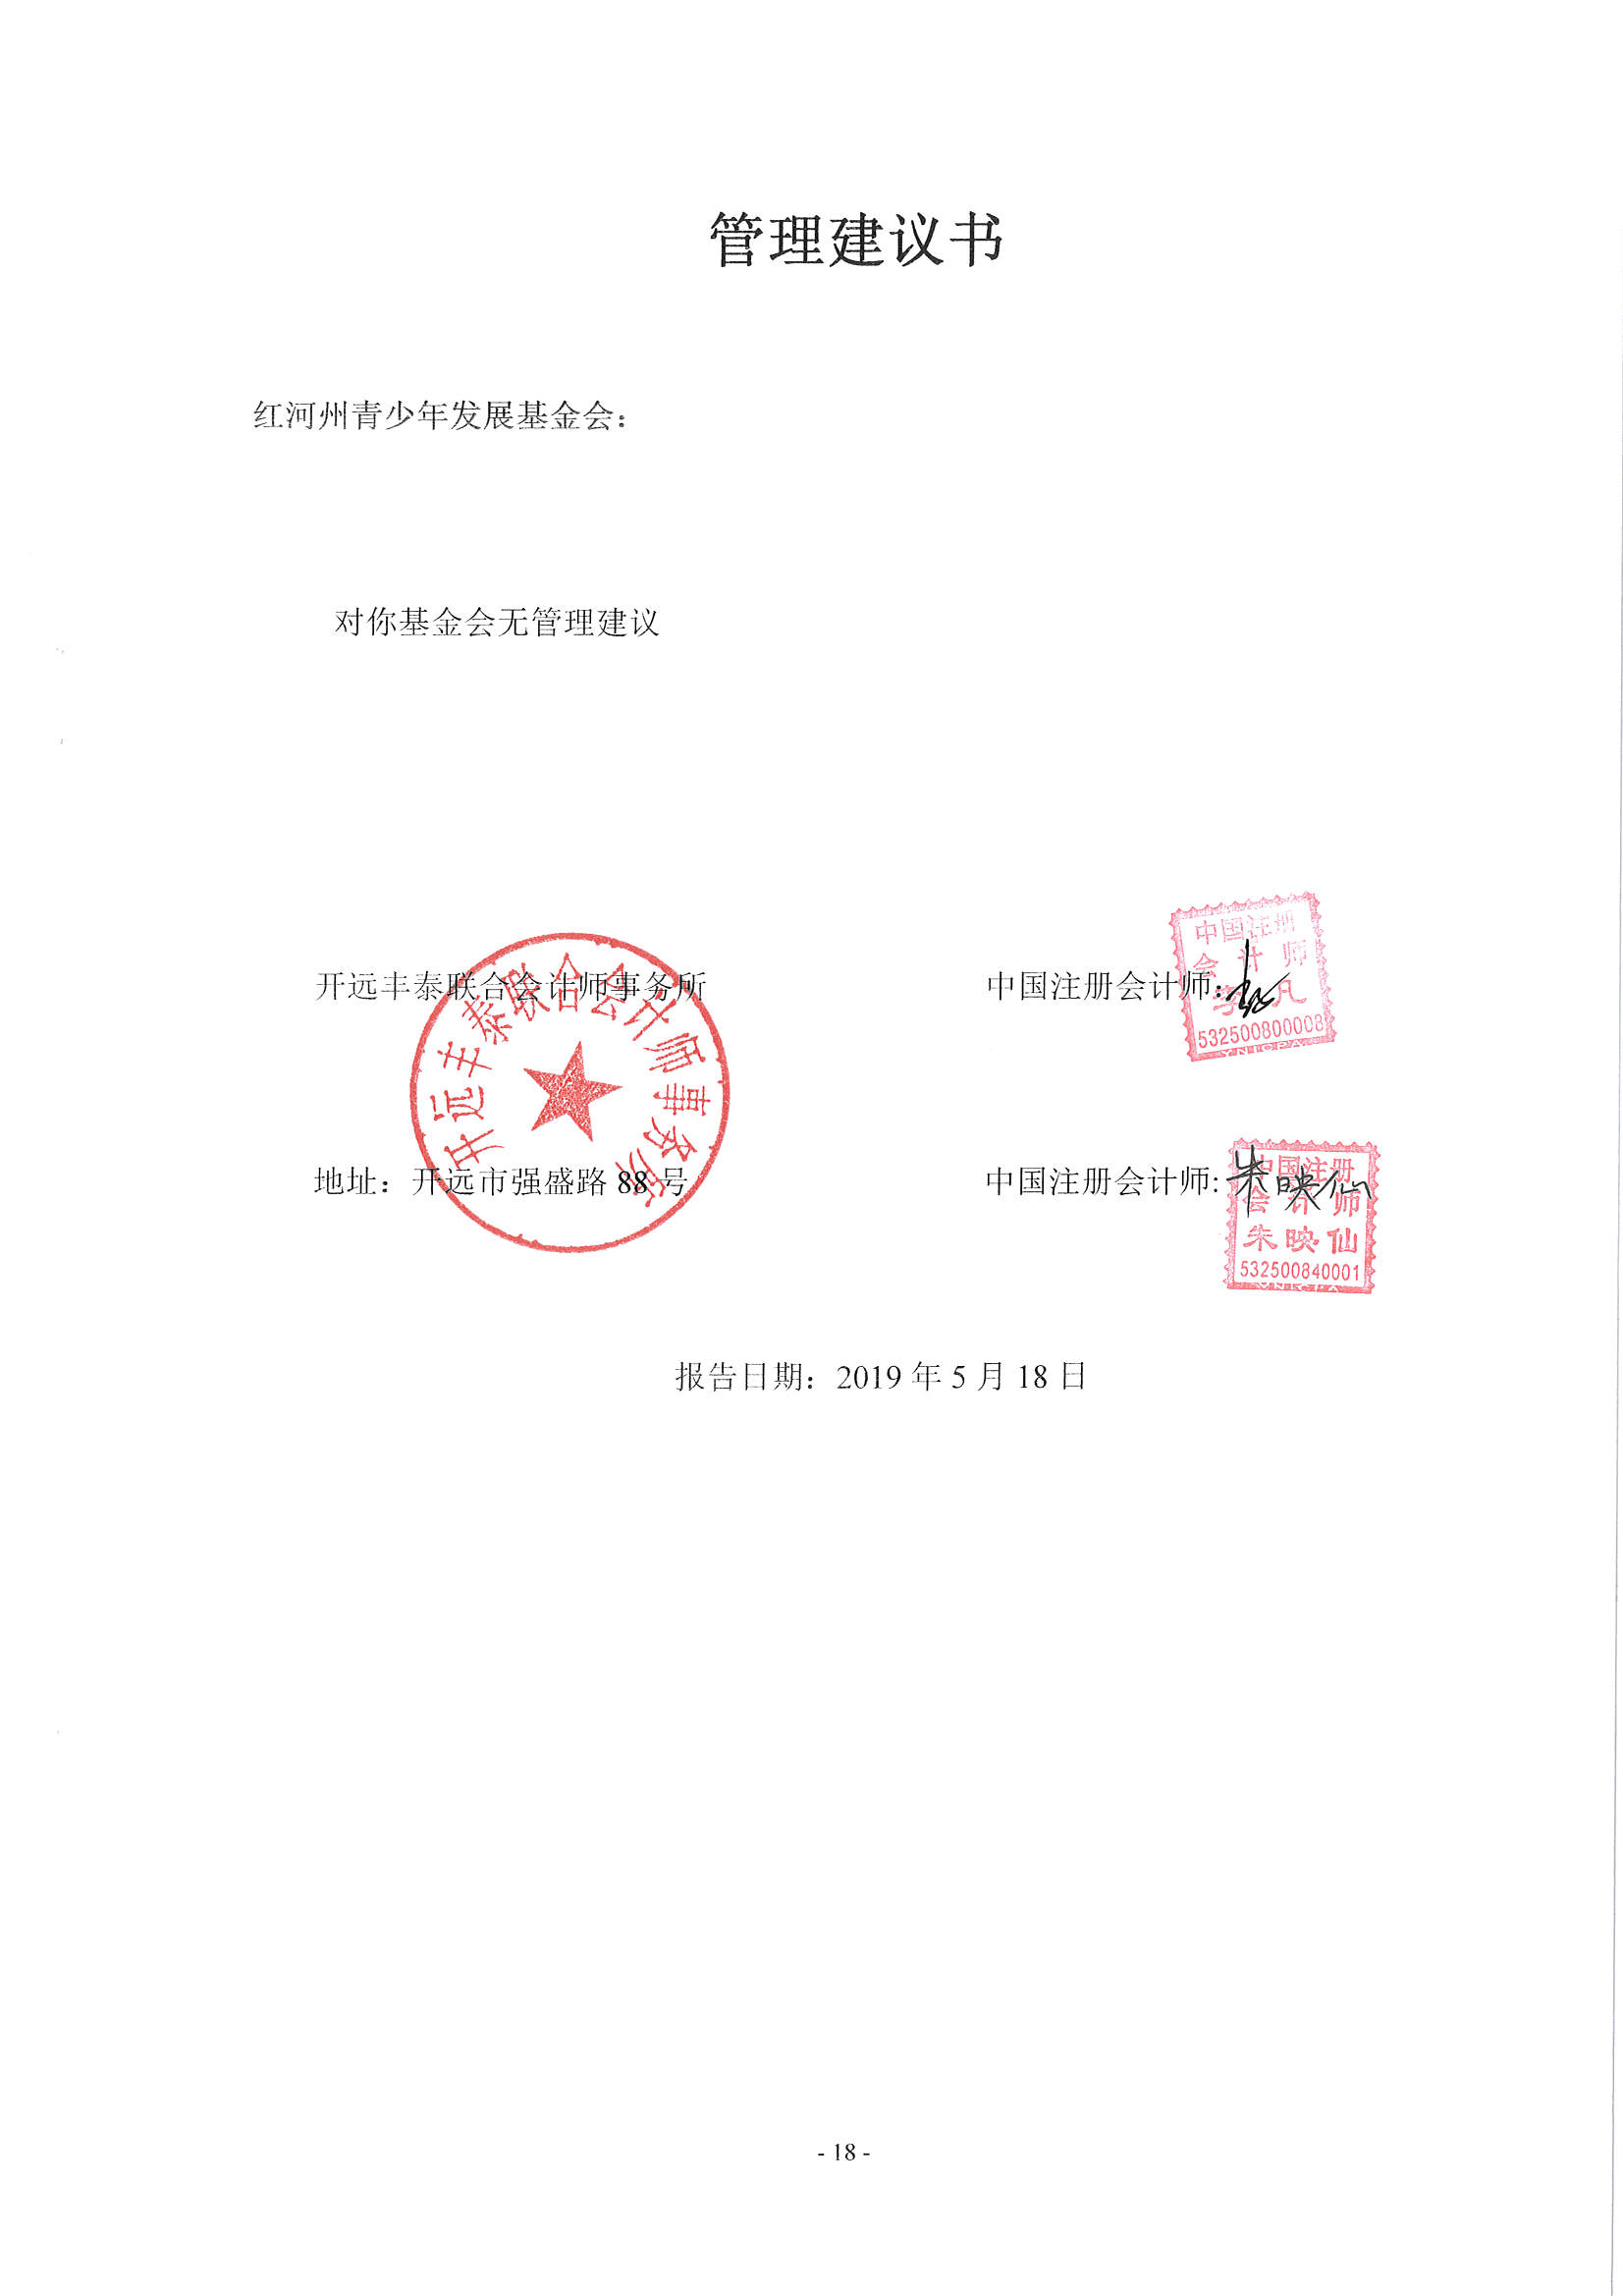 管理建议书
红河州青少年发展基金会：
对你基金会无管理建议
开远丰泰联合会计师事务所
中国注册会计师:
中国注册
会计师
李凡
532500800003
YNICPA
开远丰泰联合会计师事务所
地址：开远市强盛路 88 号
中国注册会计师:朱映仙
中国注册
会计师
朱映仙
532500840001
YNICPA
报告日期：2019 年 5 月 18 日
- 18 -